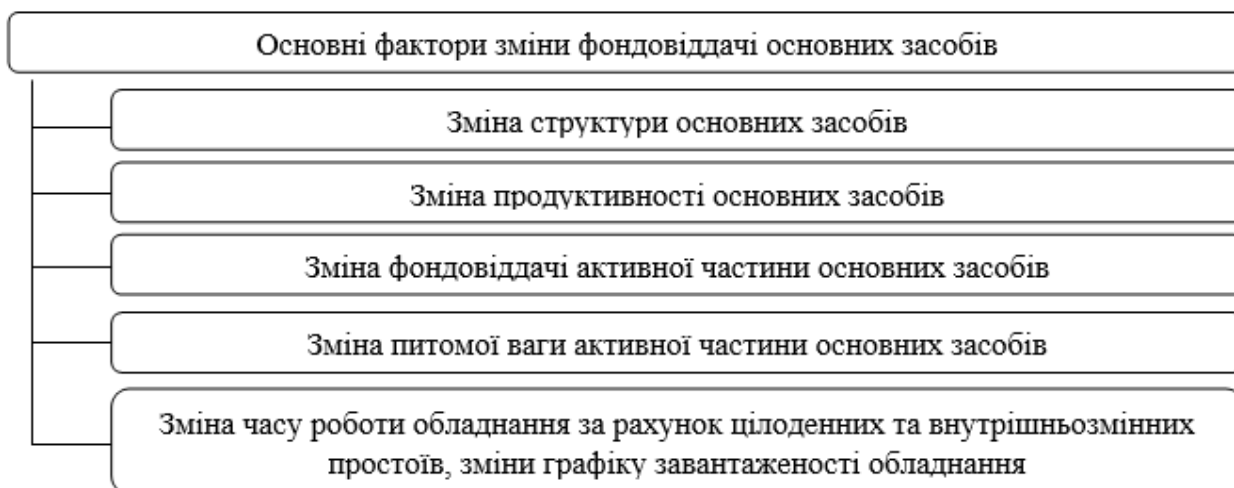 Основні фактори зміни фондовіддачі основних засобів
Зміна структури основних засобів
Зміна продуктивності основних засобів
Зміна фондовіддачі активної частини основних засобів
Зміна питомої ваги активної частини основних засобів
Зміна часу роботи обладнання за рахунок цілоденних та внутрішньозмінних
простоїв, зміни графіку завантаженості обладнання